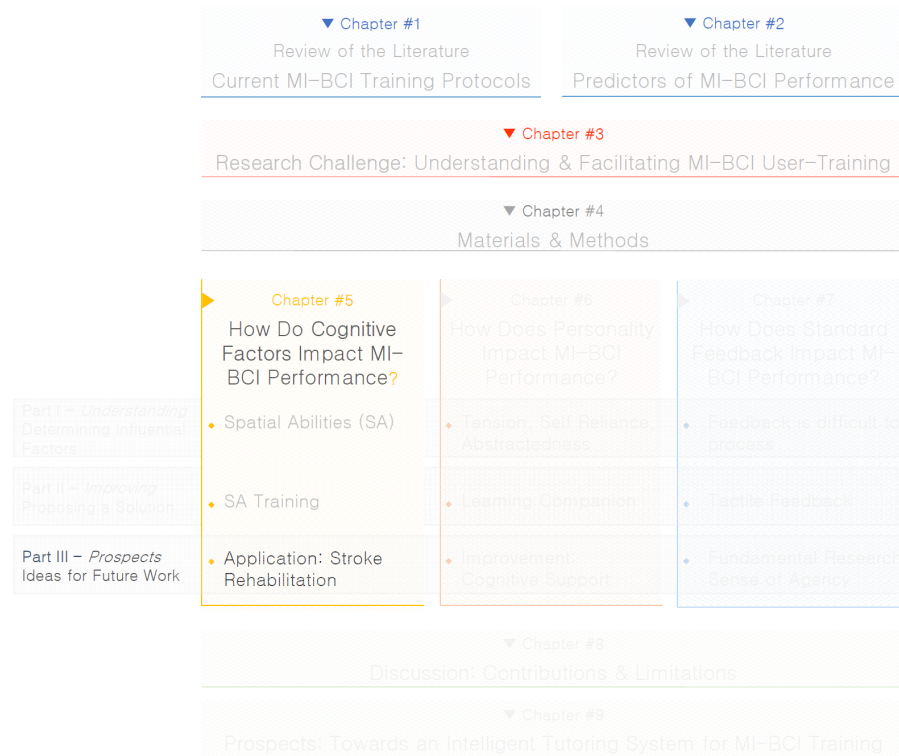 ▼ Chapter #1
Review of the Literature
Current MI-BCI Training Protocols
▼ Chapter #2
Review of the Literature
Predictors of MI-BCI Performance
▼ Chapter #3
Research Challenge: Understanding & Facilitating MI-BCI User-Training
▼ Chapter #4
Materials & Methods
Chapter #5
How Do Cognitive
Factors Impact MI-
BCI Performance?
Chapter #6
How Does Personality
Impact MI-BCI
Performance?
Chapter #7
How Does Standard
Feedback Impact MI-
BCI Performance?
Part I – Understanding
Determining Influential
Factors
Spatial Abilities (SA)
Tension, Self Reliance,
Abstractedness
Feedback is difficult to
process
Part II – Improving
Proposing a Solution
SA Training
Learning Companion
Tactile Feedback
Part III – Prospects
Ideas for Future Work
Application: Stroke
Rehabilitation
Improvement:
Cognitive Support
Fundamental Research
Sense of Agency
▼ Chapter #8
Discussion: Contributions & Limitations
▼ Chapter #9
Prospects: Towards an Intelligent Tutoring System for MI-BCI Training